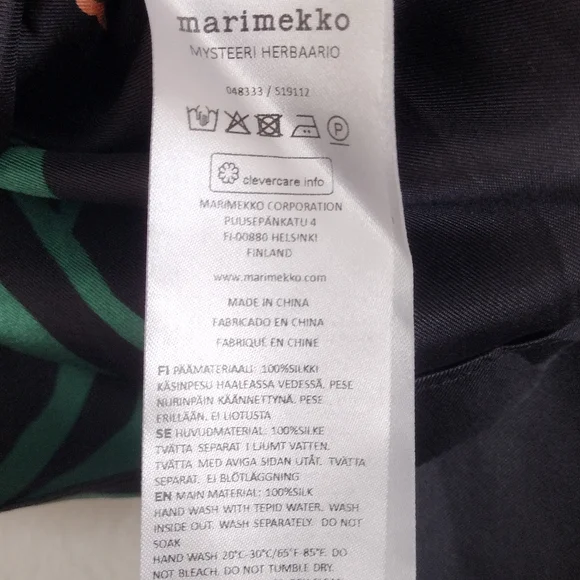 marimekko
MYSTEERI HERBAARIO
048333 / 519112
P
clevercare info
MARIMEKKO CORPORATION
PUUSEPÄNKATU 4
FI-00880 HELSINKI
FINLAND
www.marimekko.com
MADE IN CHINA
FABRICADO EN CHINA
FABRIQUÉ EN CHINE
FI PÄÄMATERIAALI: 100%SILKKI
KÄSINPESU HAALEASSA VEDESSÄ. PESE
NURINPÄIN KÄÄNNETTYNÄ. PESE
ERILLÄÄN. EI LIOTUSTA
SE HUVUDMATERIAL: 100%SILKE
TVÄTTA SEPARAT I LJUMT VATTEN.
TVÄTTA MED AVIGA SIDAN UTÅT. TVÄTTA
SEPARAT. EJ BLÖTLÄGGNING
EN MAIN MATERIAL: 100%SILK
HAND WASH WITH TEPID WATER. WASH
INSIDE OUT. WASH SEPARATELY. DO NOT
SOAK
HAND WASH 20°C-30°C/65°F-85°F. DO
NOT BLEACH. DO NOT TUMBLE DRY.